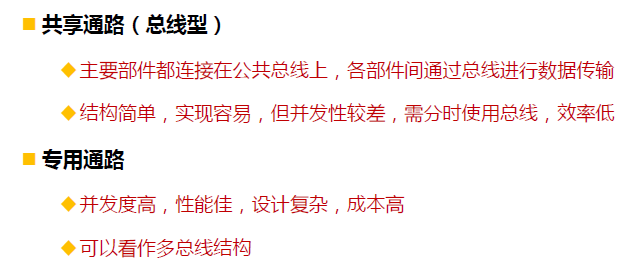 共享通路（总线型）
主要部件都连接在公共总线上，各部件间通过总线进行数据传输
结构简单，实现容易，但并发性较差，需分时使用总线，效率低
专用通路
并发度高，性能佳，设计复杂，成本高
可以看作多总线结构